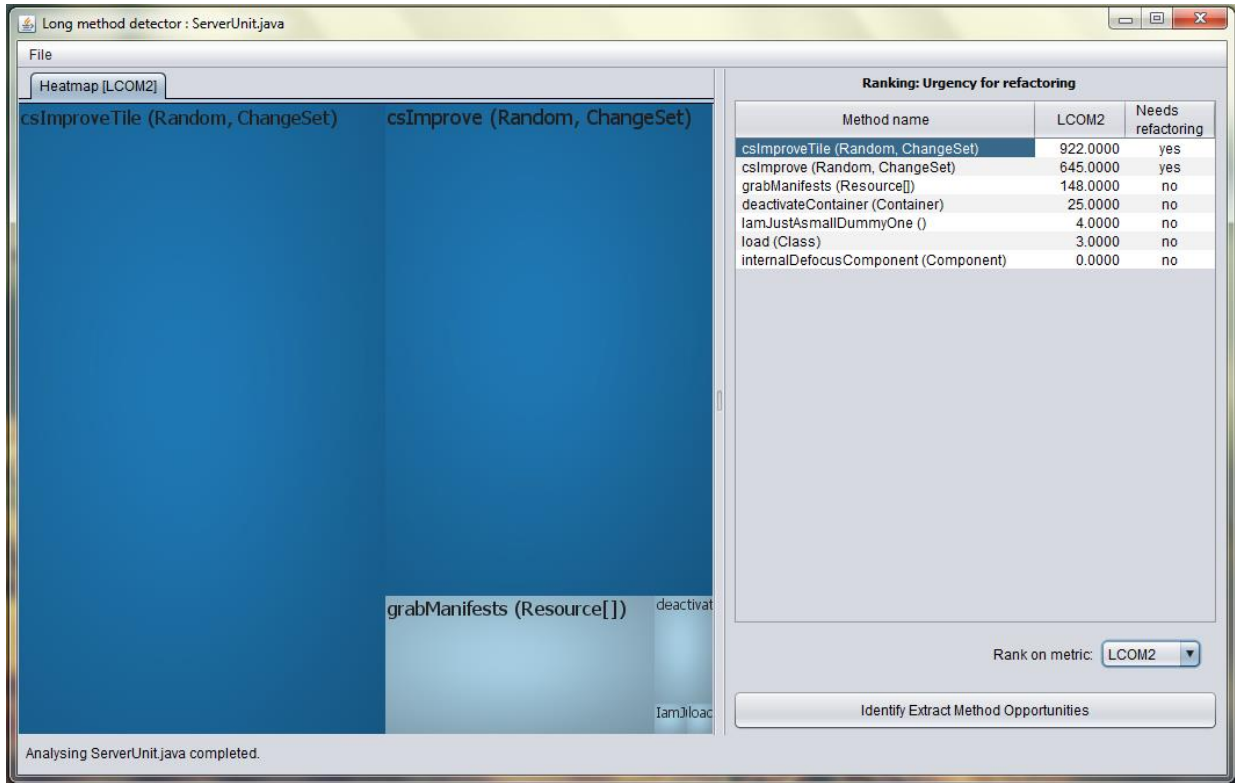 Long method detector : ServerUnit.java
File
Heatmap [LCOM2]
csImproveTile (Random, ChangeSet)
csImprove (Random, ChangeSet)
grabManifests (Resource[])
deactivat
IamJ
load
Ranking: Urgency for refactoring
Method name LCOM2 Needs refactoring
csImproveTile (Random, ChangeSet) 922.0000 yes
csImprove (Random, ChangeSet) 645.0000 yes
grabManifests (Resource[]) 148.0000 no
deactivateContainer (Container) 25.0000 no
IamJustAsmallDummyOne () 4.0000 no
load (Class) 3.0000 no
internalDefocusComponent (Component) 0.0000 no
Rank on metric: LCOM2
Identify Extract Method Opportunities
Analysing ServerUnit.java completed.